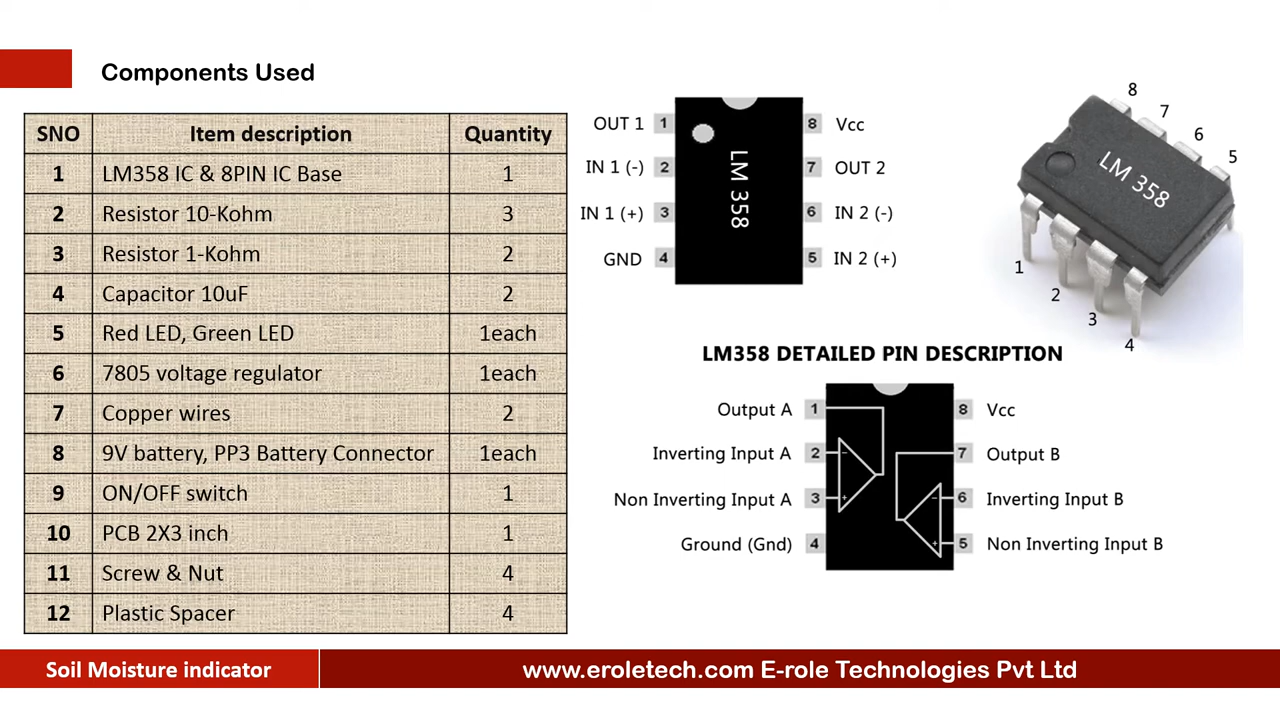 Components Used
SNO Item description Quantity
1 LM358 IC & 8PIN IC Base 1
2 Resistor 10-Kohm 3
3 Resistor 1-Kohm 2
4 Capacitor 10uF 2
5 Red LED, Green LED 1each
6 7805 voltage regulator 1each
7 Copper wires 2
8 9V battery, PP3 Battery Connector 1each
9 ON/OFF switch 1
10 PCB 2X3 inch 1
11 Screw & Nut 4
12 Plastic Spacer 4
OUT 1 1 8 Vcc
IN 1 (-) 2 7 OUT 2
IN 1 (+) 3 6 IN 2 (-)
GND 4 5 IN 2 (+)
LM 358
8
7
6
5
LM 358
1
2
3
4
LM358 DETAILED PIN DESCRIPTION
Output A 1 8 Vcc
Inverting Input A 2 - 7 Output B
Non Inverting Input A 3 + - 6 Inverting Input B
Ground (Gnd) 4 + 5 Non Inverting Input B
Soil Moisture indicator
www.eroletech.com E-role Technologies Pvt Ltd